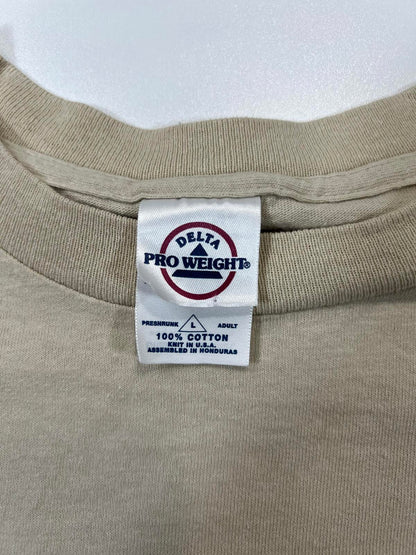 DELTA
PRO WEIGHT®
PRESHRUNK L ADULT
100% COTTON
KNIT IN U.S.A.
ASSEMBLED IN HONDURAS